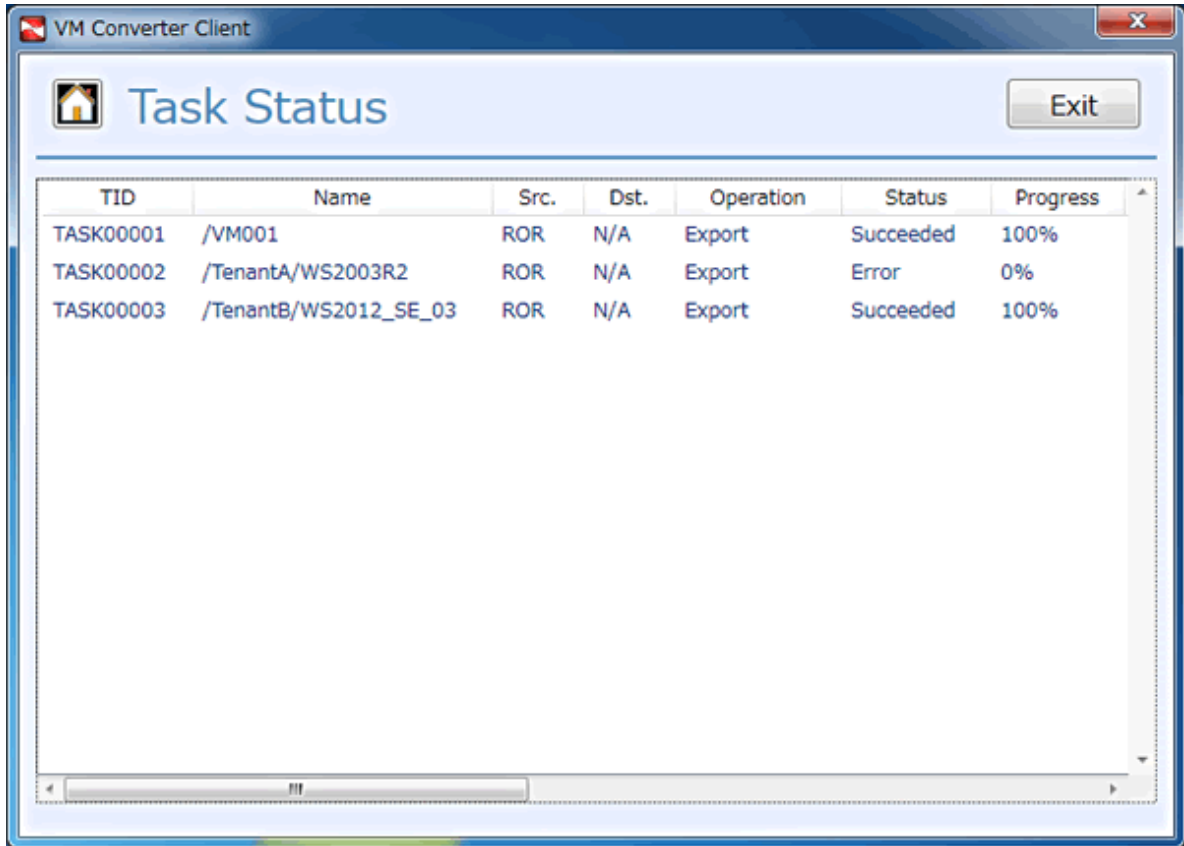 VM Converter Client
Task Status
Exit
TID Name Src. Dst. Operation Status Progress
TASK00001 /VM001 ROR N/A Export Succeeded 100%
TASK00002 /TenantA/WS2003R2 ROR N/A Export Error 0%
TASK00003 /TenantB/WS2012_SE_03 ROR N/A Export Succeeded 100%